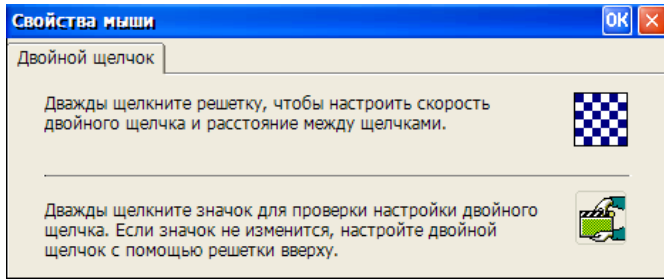 Свойства мыши OK
Двойной щелчок
Дважды щелкните решетку, чтобы настроить скорость
двойного щелчка и расстояние между щелчками.
Дважды щелкните значок для проверки настройки двойного
щелчка. Если значок не изменится, настройте двойной
щелчок с помощью решетки вверху.